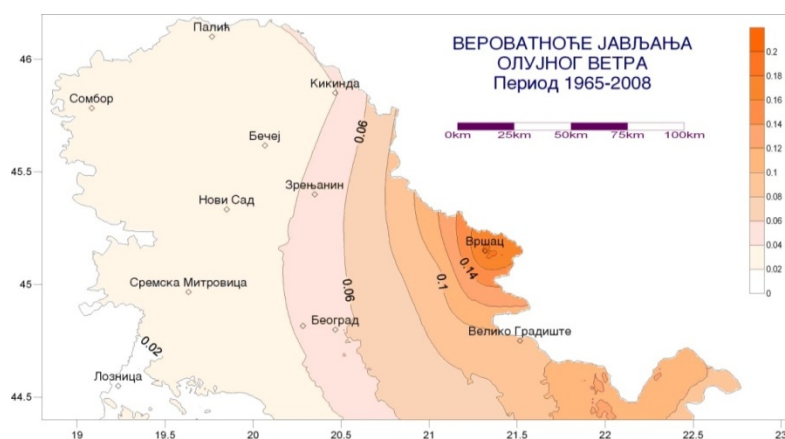 ВЕРОВАТНОЋЕ ЈАВЉАЊА
ОЛУЈНОГ ВЕТРА
Период 1965-2008
0km 25km 50km 75km 100km
46
45.5
45
44.5
19 19.5 20 20.5 21 21.5 22 22.5 23
Палић
Сомбор
Кикинда
Бечеј
Зрењанин
Нови Сад
Вршац
Сремска Митровица
Београд
Велико Градиште
Лозница
0.06
0.06
0.1
0.14
0.02
0.2
0.18
0.16
0.14
0.12
0.1
0.08
0.06
0.04
0.02
0